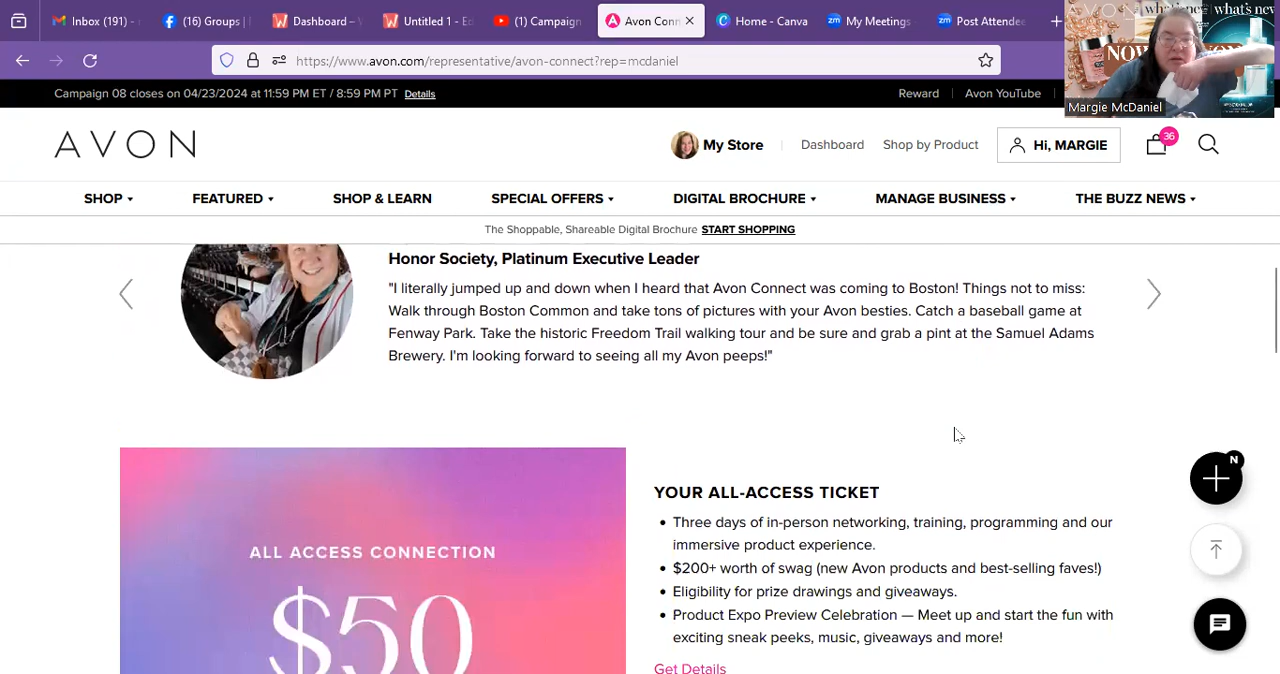 Inbox (191) -
(16) Groups |
Dashboard –
Untitled 1 - Ed
(1) Campaign
Avon Conn
Home - Canva
My Meetings
Post Attendee
https://www.avon.com/representative/avon-connect?rep=mcdaniel
what's new
NOW
AVON
Margie McDaniel
Campaign 08 closes on 04/23/2024 at 11:59 PM ET / 8:59 PM PT Details
Reward
Avon YouTube
AVON
My Store
Dashboard
Shop by Product
Hi, MARGIE
36
SHOP
FEATURED
SHOP & LEARN
SPECIAL OFFERS
DIGITAL BROCHURE
MANAGE BUSINESS
THE BUZZ NEWS
The Shoppable, Shareable Digital Brochure START SHOPPING
Honor Society, Platinum Executive Leader
"I literally jumped up and down when I heard that Avon Connect was coming to Boston! Things not to miss:
Walk through Boston Common and take tons of pictures with your Avon besties. Catch a baseball game at
Fenway Park. Take the historic Freedom Trail walking tour and be sure and grab a pint at the Samuel Adams
Brewery. I'm looking forward to seeing all my Avon peeps!"
N
ALL ACCESS CONNECTION
$50
YOUR ALL-ACCESS TICKET
• Three days of in-person networking, training, programming and our
immersive product experience.
• $200+ worth of swag (new Avon products and best-selling faves!)
• Eligibility for prize drawings and giveaways.
• Product Expo Preview Celebration — Meet up and start the fun with
exciting sneak peeks, music, giveaways and more!
Get Details